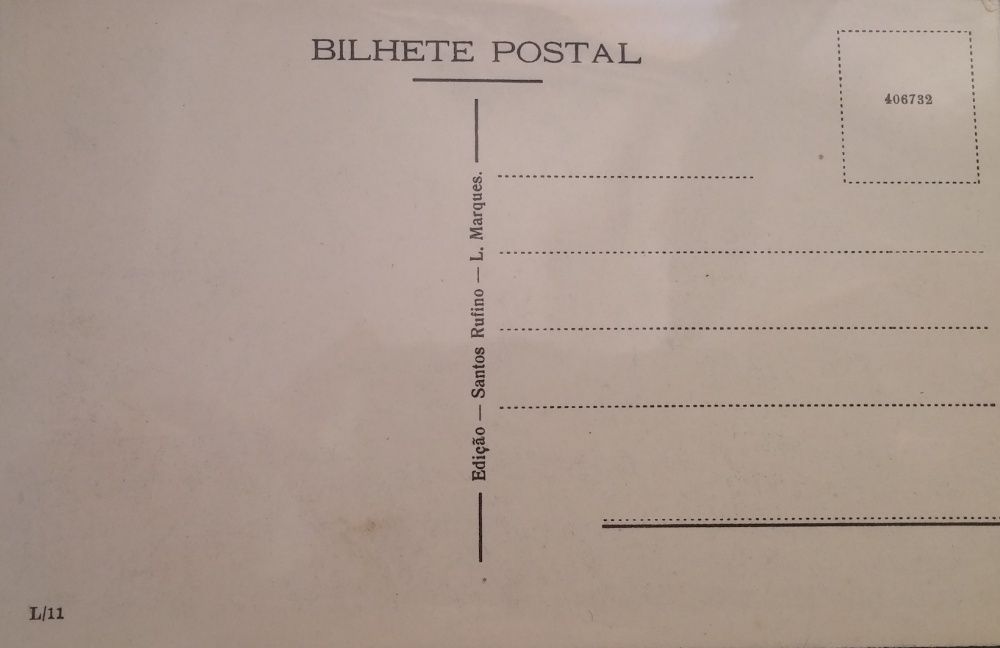 BILHETE POSTAL
406732
Edição — Santos Rufino — L. Marques.
L/11